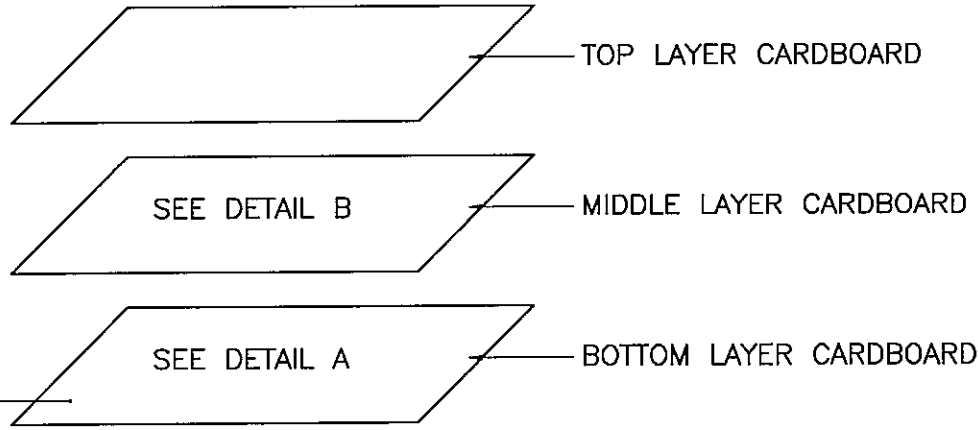 TOP LAYER CARDBOARD
SEE DETAIL B
MIDDLE LAYER CARDBOARD
SEE DETAIL A
BOTTOM LAYER CARDBOARD